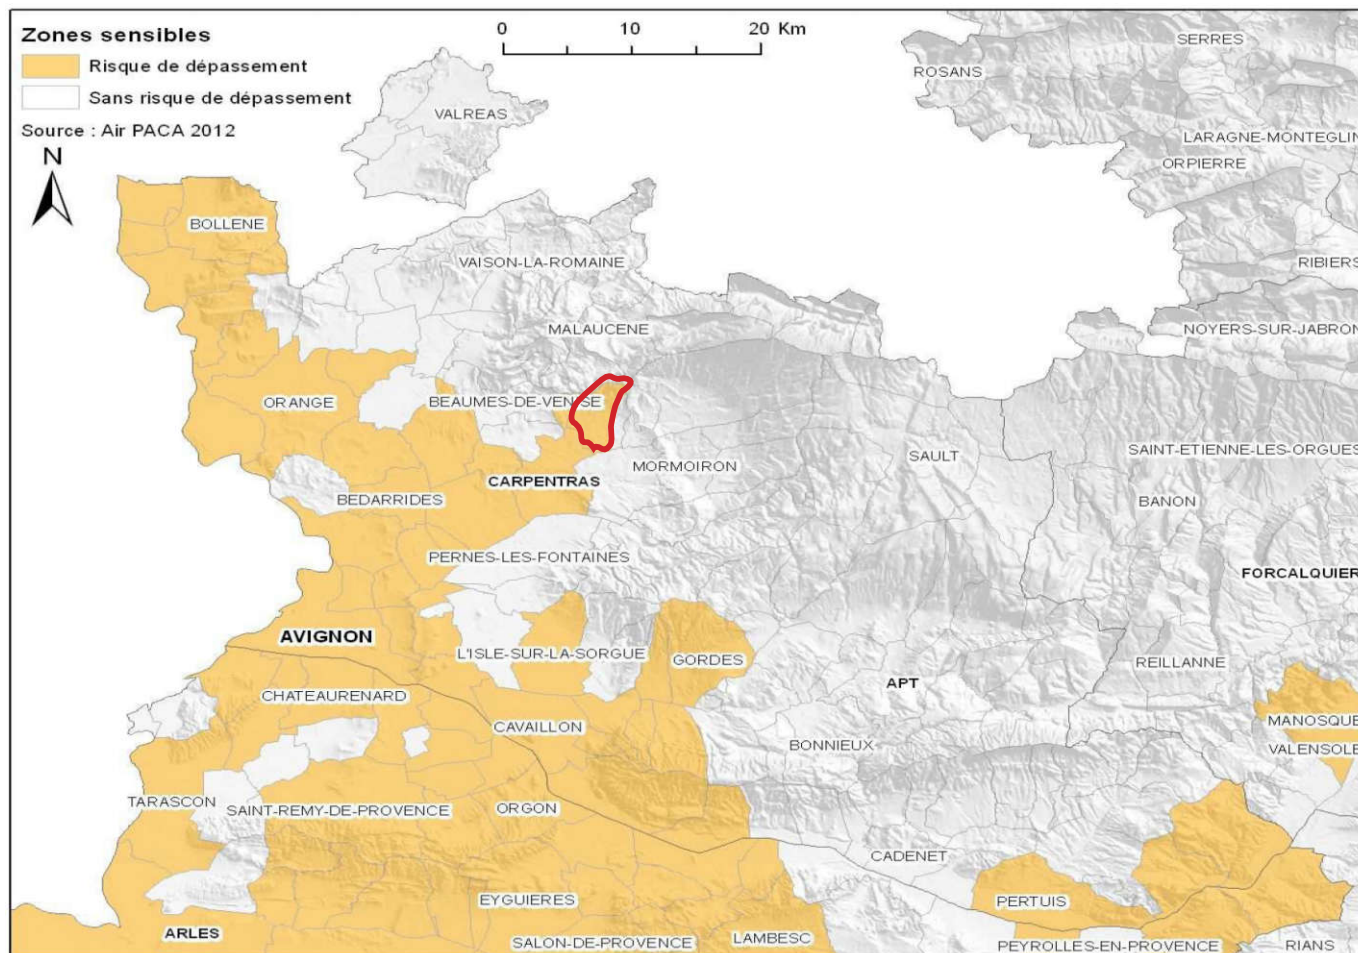 Zones sensibles
Risque de dépassement
Sans risque de dépassement
Source : Air PACA 2012
N
0 10 20 Km
SERRES
ROSANS
VALREAS
LARAGNE-MONTEGLIN
ORPIERRE
BOLLENE
VAISON-LA-ROMAINE
RIBIERS
MALAUCENE
NOYERS-SUR-JABRON
ORANGE
BEAUMES-DE-VENISE
SAINT-ETIENNE-LES-ORGUES
SAULT
MORMOIRON
CARPENTRAS
BEDARRIDES
BANON
PERNES-LES-FONTAINES
FORCALQUIER
AVIGNON
L'ISLE-SUR-LA-SORGUE
GORDES
REILLANNE
APT
CHATEAURENARD
MANOSQUE
CAVAILLON
BONNIEUX
VALENSOLE
TARASCON
SAINT-REMY-DE-PROVENCE
ORGON
CADENET
EYGUIERES
PERTUIS
ARLES
SALON-DE-PROVENCE
LAMBESC
PEYROLLES-EN-PROVENCE
RIANS